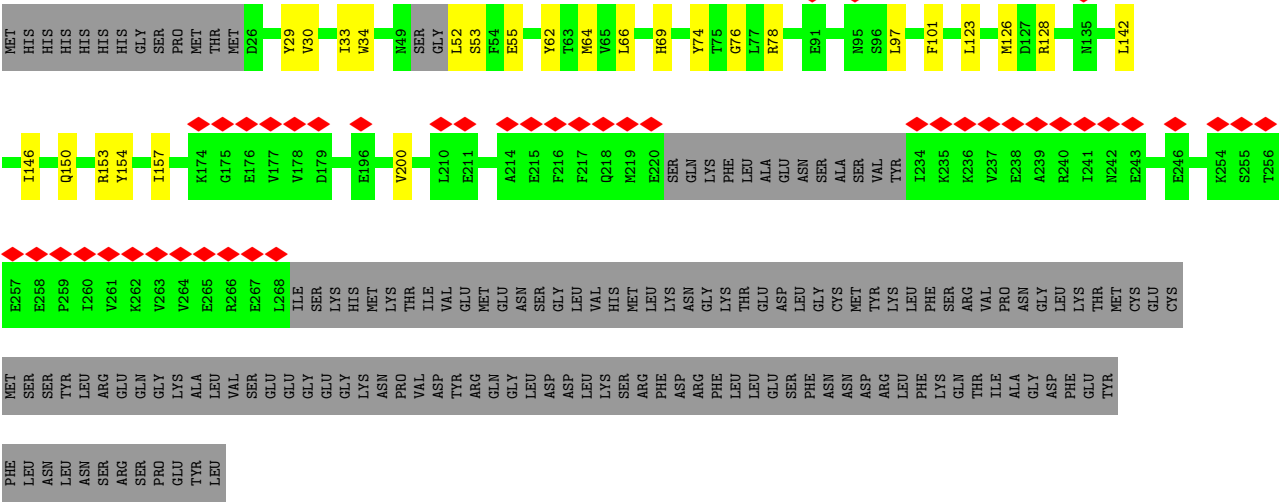 MET HIS HIS HIS HIS HIS HIS GLY SER PRO MET THR MET D26 Y29 V30 I33 W34 N49 SER GLY L52 S53 F54 E55 Y62 T63 M64 V65 L66 H69 Y74 T75 G76 L77 R78 E91 N95 S96 L97 F101 L123 M126 D127 R128 N135 L142
I146 Q150 R153 Y154 I157 K174 G175 E176 V177 V178 D179 E196 V200 L210 E211 A214 E215 F216 F217 Q218 M219 E220 SER GLN LYS PHE LEU ALA GLU ASN SER ALA SER VAL TYR I234 K235 K236 V237 E238 A239 R240 I241 N242 E243 E246 K254 S255 T256
E257 E258 P259 I260 V261 K262 V263 V264 E265 R266 E267 L268 ILE SER LYS HIS MET LYS THR ILE VAL GLU MET GLU ASN SER GLY LEU VAL HIS MET LEU LYS ASN GLY LYS THR GLU ASP LEU GLY CYS MET TYR LYS LEU PHE SER ARG VAL PRO ASN GLY LEU LYS THR MET CYS GLU CYS
MET SER SER TYR LEU ARG GLU GLN GLY LYS ALA LEU VAL SER GLU GLU GLY GLU GLY LYS ASN PRO VAL ASP TYR ARG GLN GLY LEU ASP ASP LEU LYS SER ARG PHE ASP ARG PHE LEU LEU GLU SER PHE ASN ASN ASP ARG LEU PHE LYS GLN THR ILE ALA GLY ASP PHE GLU TYR
PHE LEU ASN LEU ASN SER ARG SER PRO GLU TYR LEU